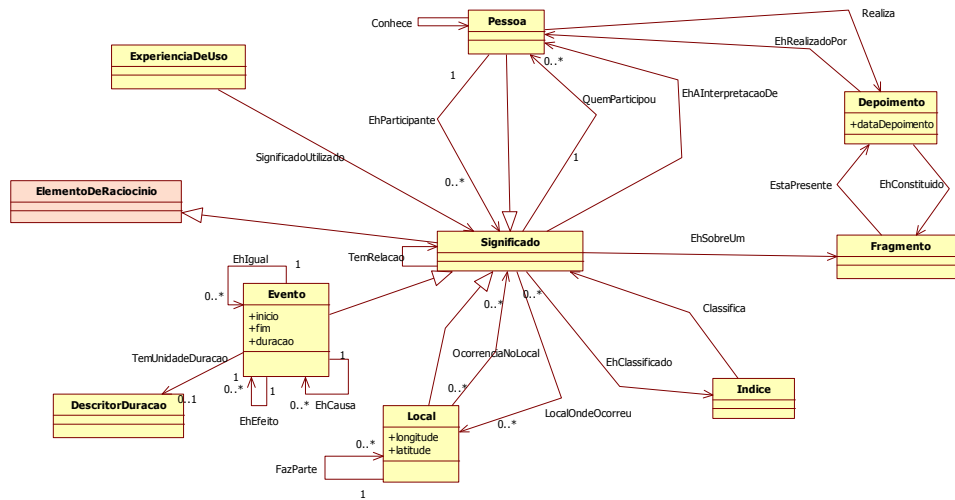 Conhece
Pessoa
Realiza
EhRealizadoPor
0..*
1
ExperienciaDeUso
QuemParticipou
EhAInterpretacaoDe
Depoimento
+dataDepoimento
EhParticipante
SignificadoUtilizado
1
0..*
EstaPresente
EhConstituido
ElementoDeRaciocinio
Significado
EhSobreUm
Fragmento
TemRelacao
EhIgual
1
0..*
Evento
+inicio
+fim
+duracao
0..*
0..*
Classifica
OcorrenciaNoLocal
EhClassificado
TemUnidadeDuracao
1
1
1
0..*
0..1
0..*
EhCausa
EhEfeito
DescritorDuracao
Indice
Local
+longitude
+latitude
0..*
0..*
0..*
LocalOndeOcorreu
FazParte
1